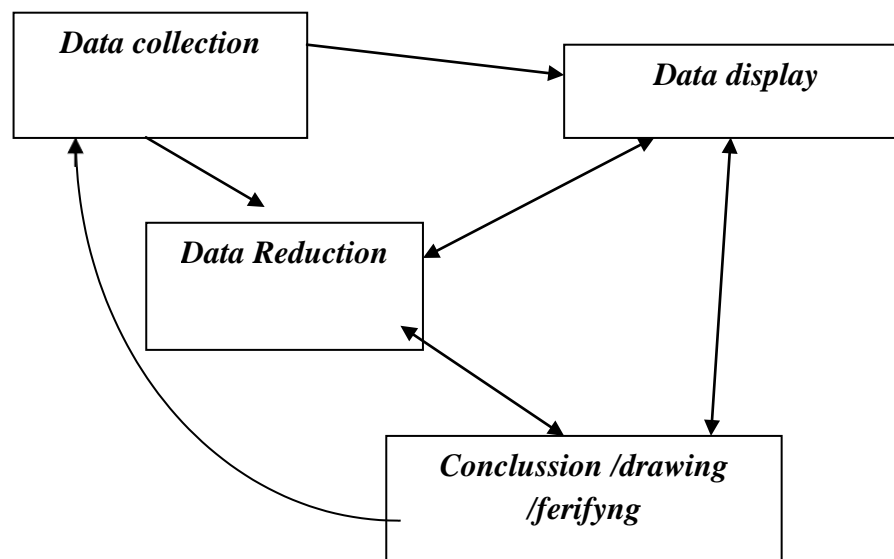 Data collection
Data display
Data Reduction
Conclussion /drawing
/ferifyng